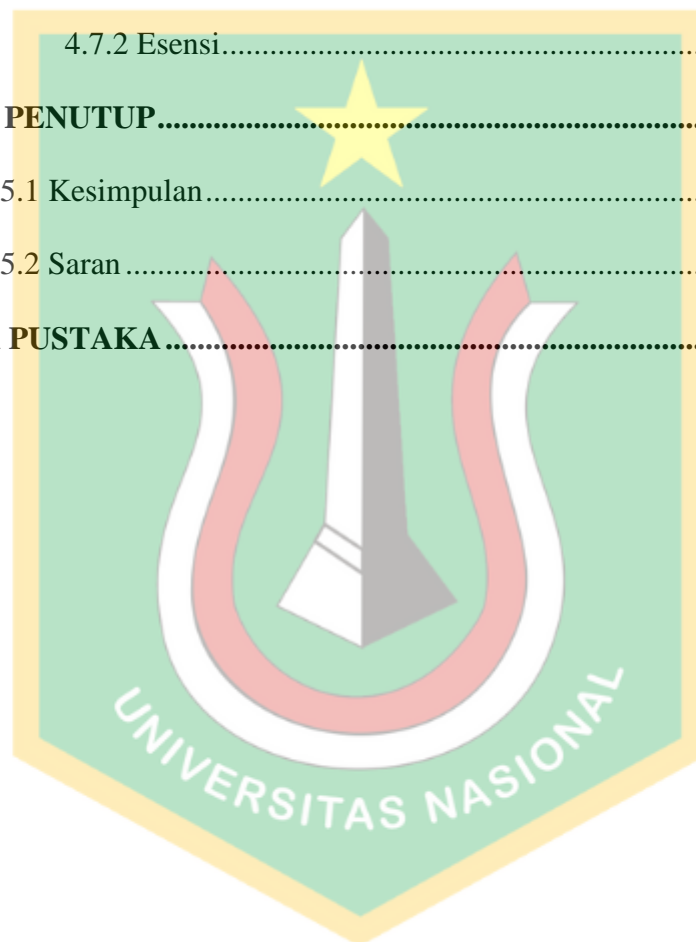 4.7.2 Esensi........................................................................
PENUTUP........................................................................
5.1 Kesimpulan........................................................................
5.2 Saran........................................................................
PUSTAKA........................................................................
UNIVERSITAS NASIONAL